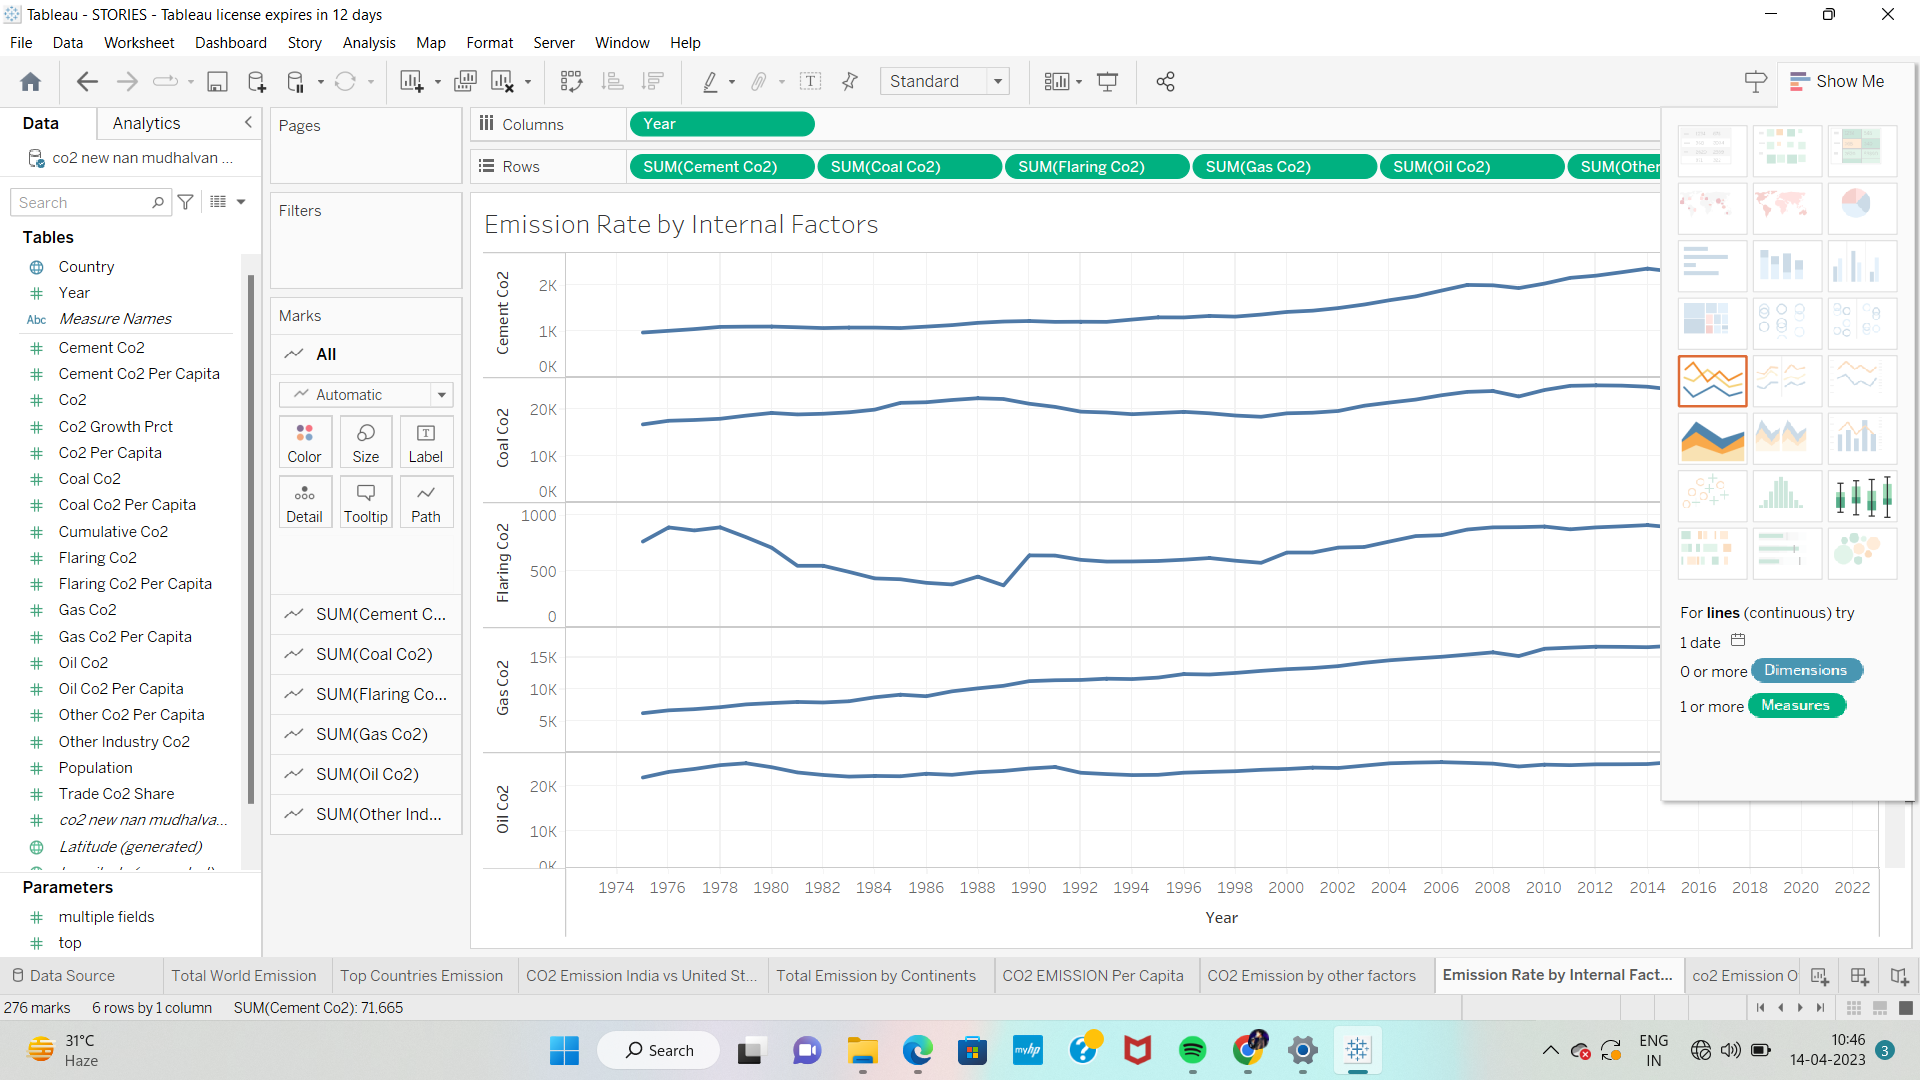 Tableau - STORIES - Tableau license expires in 12 days
File Data Worksheet Dashboard Story Analysis Map Format Server Window Help
Standard
Show Me
Data
Analytics
co2 new nan mudhalvan ...
Search
Tables
Country
Year
Abc Measure Names
Cement Co2
Cement Co2 Per Capita
Co2
Co2 Growth Prct
Co2 Per Capita
Coal Co2
Coal Co2 Per Capita
Cumulative Co2
Flaring Co2
Flaring Co2 Per Capita
Gas Co2
Gas Co2 Per Capita
Oil Co2
Oil Co2 Per Capita
Other Co2 Per Capita
Other Industry Co2
Population
Trade Co2 Share
co2 new nan mudhalva...
Latitude (generated)
Parameters
multiple fields
top
Pages
Filters
Marks
All
Automatic
Color Size Label
Detail Tooltip Path
SUM(Cement C...
SUM(Coal Co2)
SUM(Flaring Co...
SUM(Gas Co2)
SUM(Oil Co2)
SUM(Other Ind...
Columns Year
Rows SUM(Cement Co2) SUM(Coal Co2) SUM(Flaring Co2) SUM(Gas Co2) SUM(Oil Co2) SUM(Other
Emission Rate by Internal Factors
Cement Co2
2K
1K
0K
Coal Co2
20K
10K
0K
Flaring Co2
1000
500
0
Gas Co2
15K
10K
5K
Oil Co2
20K
10K
0K
1974 1976 1978 1980 1982 1984 1986 1988 1990 1992 1994 1996 1998 2000 2002 2004 2006 2008 2010 2012 2014 2016 2018 2020 2022
Year
For lines (continuous) try
1 date
0 or more Dimensions
1 or more Measures
Data Source Total World Emission Top Countries Emission CO2 Emission India vs United St... Total Emission by Continents CO2 EMISSION Per Capita CO2 Emission by other factors Emission Rate by Internal Fact... co2 Emission O
276 marks 6 rows by 1 column SUM(Cement Co2): 71,665
31°C
Haze
Search
myhp
ENG
IN
10:46
14-04-2023
3